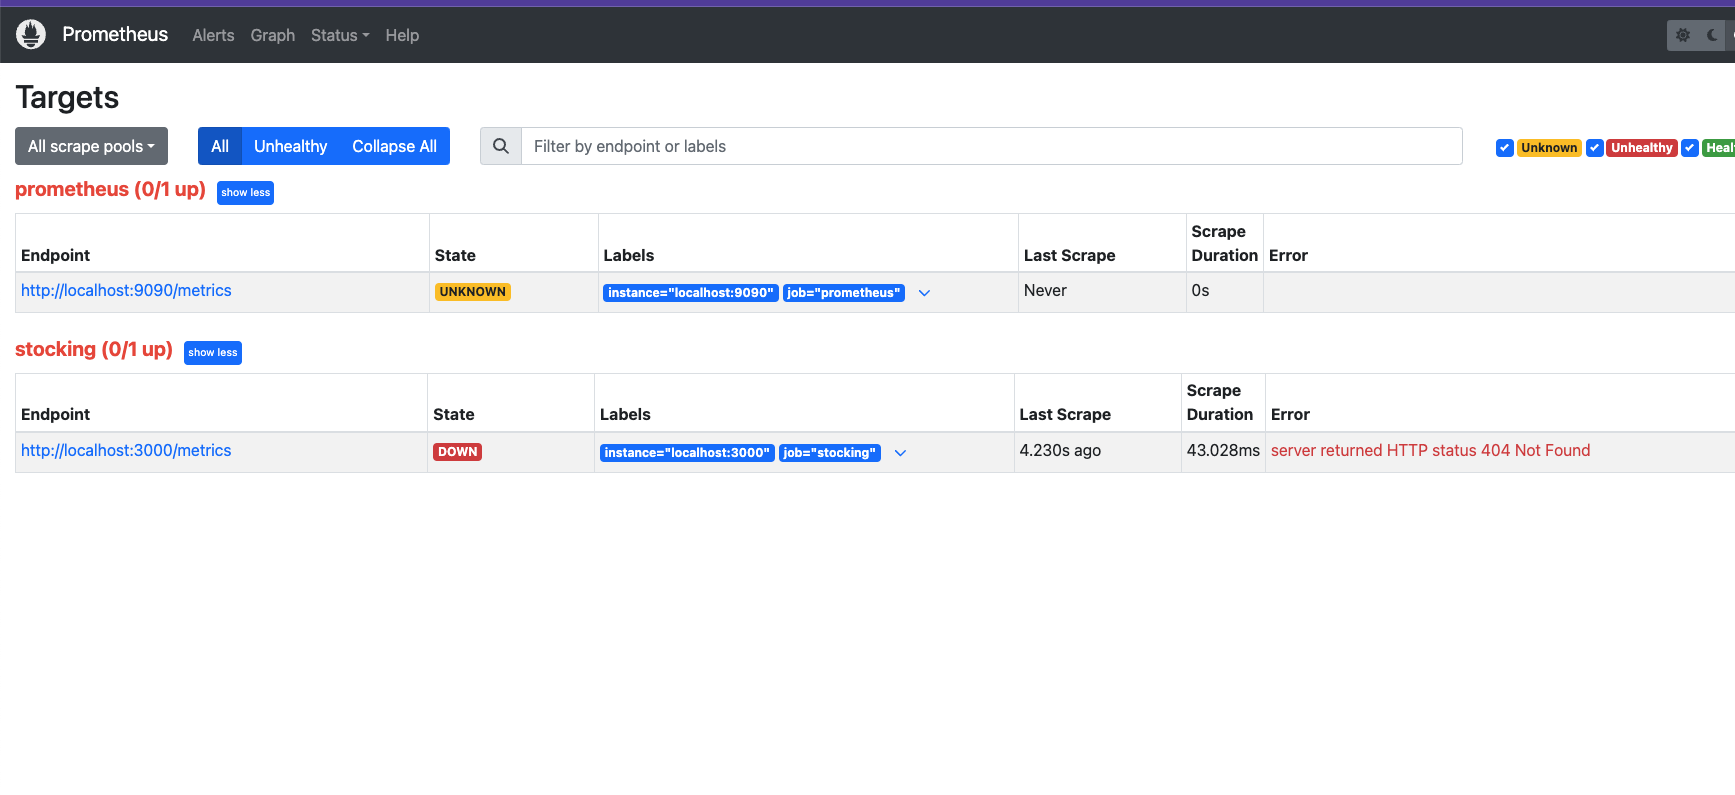 Prometheus Alerts Graph Status Help
Targets
All scrape pools All Unhealthy Collapse All Filter by endpoint or labels Unknown Unhealthy
prometheus (0/1 up) show less
Endpoint State Labels Last Scrape Scrape Duration Error
http://localhost:9090/metrics UNKNOWN instance="localhost:9090" job="prometheus" Never 0s
stocking (0/1 up) show less
Endpoint State Labels Last Scrape Scrape Duration Error
http://localhost:3000/metrics DOWN instance="localhost:3000" job="stocking" 4.230s ago 43.028ms server returned HTTP status 404 Not Found